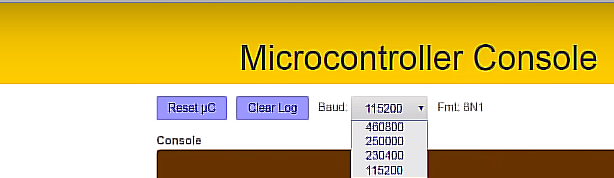 Microcontroller Console
Reset µC Clear Log Baud: 115200 Fmt: 8N1
460800
250000
Console
230400
115200